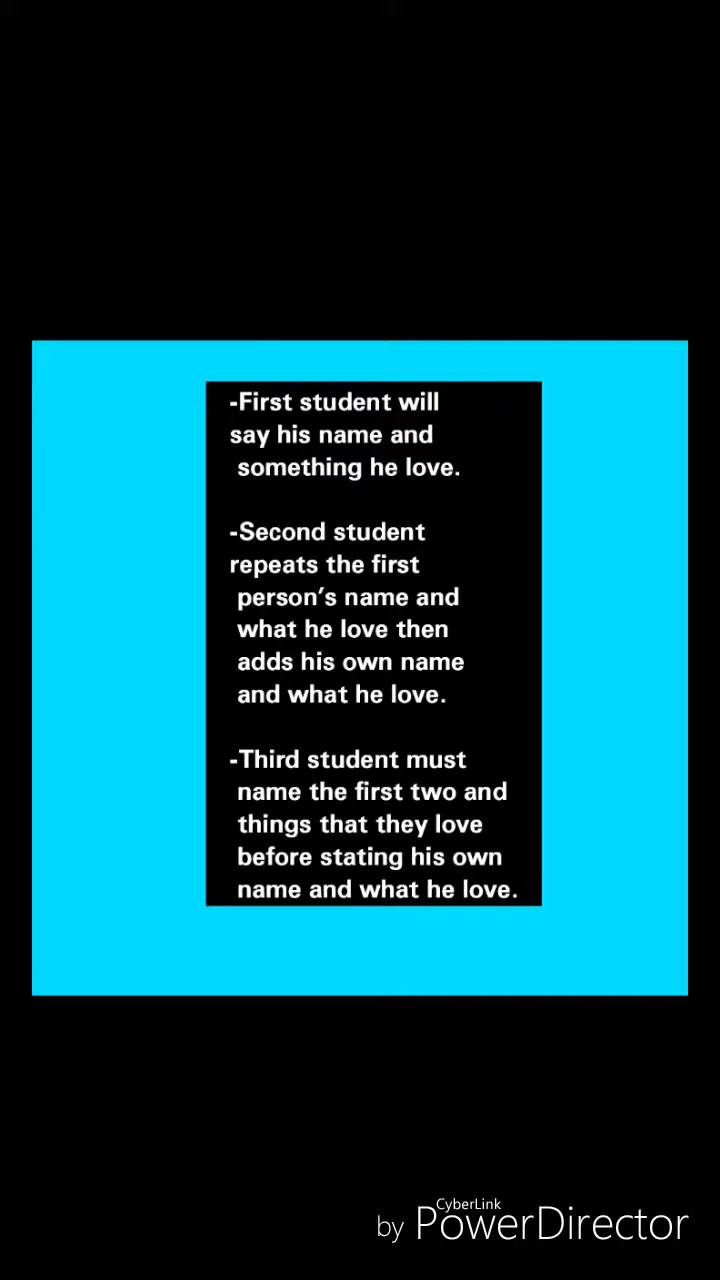 -First student will
say his name and
something he love.
-Second student
repeats the first
person's name and
what he love then
adds his own name
and what he love.
-Third student must
name the first two and
things that they love
before stating his own
name and what he love.
CyberLink
by PowerDirector